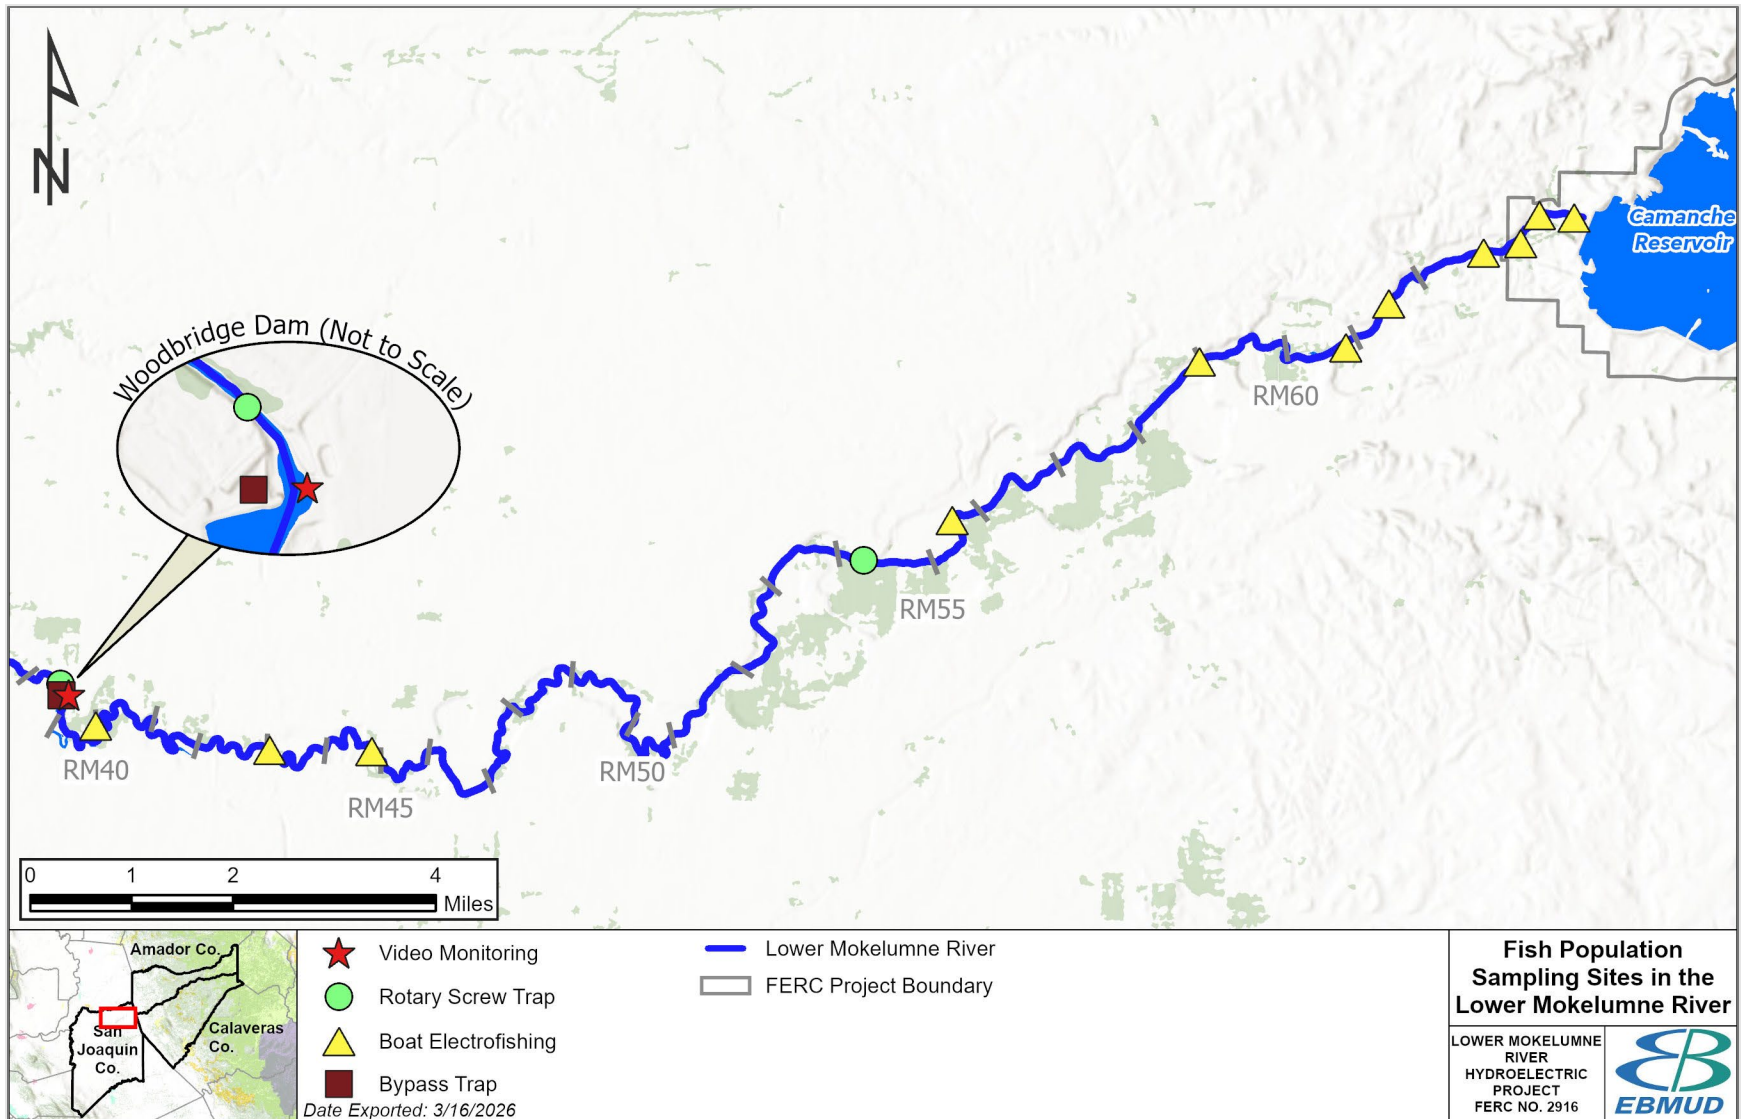 N
Camanche
Reservoir
Woodbridge Dam (Not to Scale)
RM60
RM55
RM40
RM50
RM45
0 1 2 4
Miles
Amador Co.
San
Joaquin
Co.
Calaveras
Co.
Video Monitoring
Rotary Screw Trap
Boat Electrofishing
Bypass Trap
Date Exported: 3/16/2026
Lower Mokelumne River
FERC Project Boundary
Fish Population
Sampling Sites in the
Lower Mokelumne River
LOWER MOKELUMNE
RIVER
HYDROELECTRIC
PROJECT
FERC NO. 2916
EBMUD